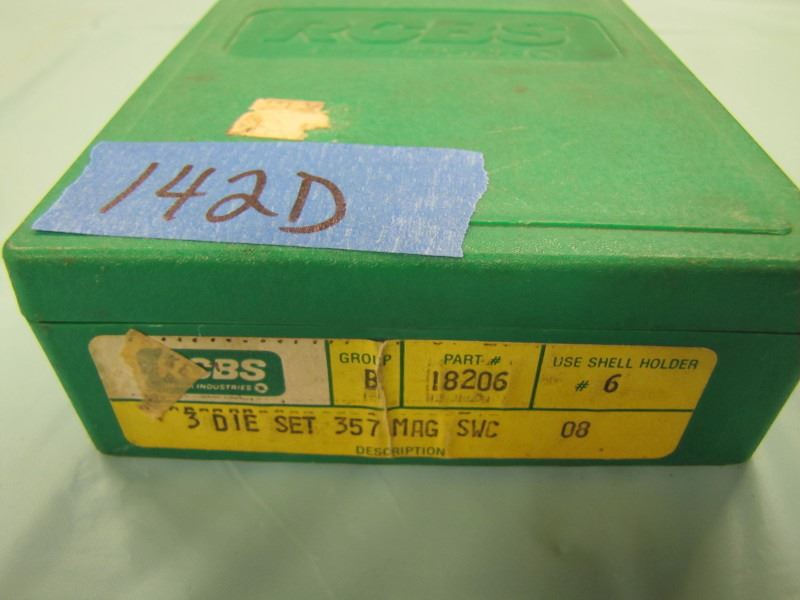 RCBS
142D
RCBS
INDUSTRIES
GROUP
B
PART #
18206
USE SHELL HOLDER
# 6
3 DIE SET 357 MAG SWC 08
DESCRIPTION